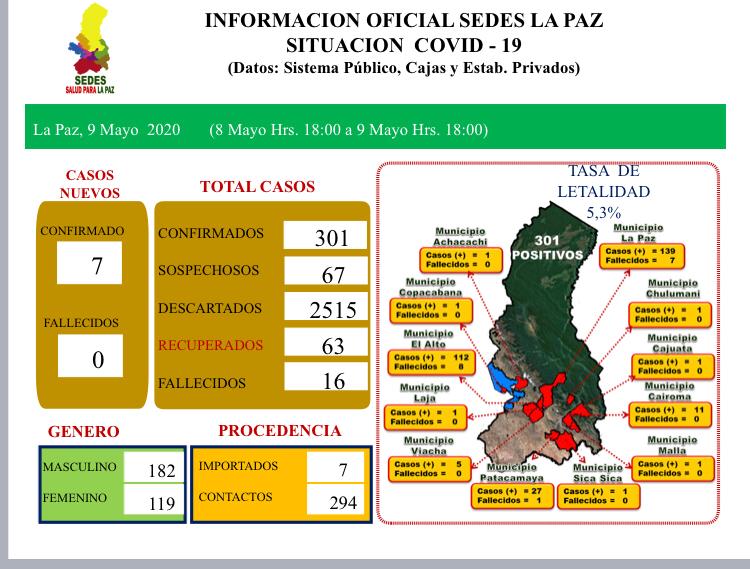 INFORMACION OFICIAL SEDES LA PAZ
SITUACION COVID - 19
(Datos: Sistema Público, Cajas y Estab. Privados)
SEDES
SALUD PARA LA PAZ
La Paz, 9 Mayo 2020 (8 Mayo Hrs. 18:00 a 9 Mayo Hrs. 18:00)
CASOS
NUEVOS
CONFIRMADO
7
FALLECIDOS
0
TOTAL CASOS
CONFIRMADOS 301
SOSPECHOSOS 67
DESCARTADOS 2515
RECUPERADOS 63
FALLECIDOS 16
GENERO
MASCULINO 182
FEMENINO 119
PROCEDENCIA
IMPORTADOS 7
CONTACTOS 294
TASA DE
LETALIDAD
5,3%
301
POSITIVOS
Municipio
Achacachi
Casos (+) = 1
Fallecidos = 0
Municipio
Copacabana
Casos (+) = 1
Fallecidos = 0
Municipio
El Alto
Casos (+) = 112
Fallecidos = 8
Municipio
Laja
Casos (+) = 1
Fallecidos = 0
Municipio
Viacha
Casos (+) = 5
Fallecidos = 0
Municipio
Patacamaya
Casos (+) = 27
Fallecidos = 1
Municipio
Sica Sica
Casos (+) = 1
Fallecidos = 0
Municipio
La Paz
Casos (+) = 139
Fallecidos = 7
Municipio
Chulumani
Casos (+) = 1
Fallecidos = 0
Municipio
Cajuata
Casos (+) = 1
Fallecidos = 0
Municipio
Cairoma
Casos (+) = 11
Fallecidos = 0
Municipio
Malla
Casos (+) = 1
Fallecidos = 0